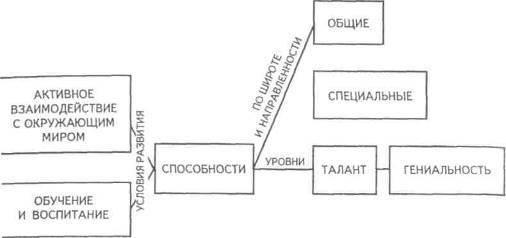 АКТИВНОЕ
ВЗАИМОДЕЙСТВИЕ
С ОКРУЖАЮЩИМ
МИРОМ
ОБУЧЕНИЕ
И ВОСПИТАНИЕ
УСЛОВИЯ РАЗВИТИЯ
СПОСОБНОСТИ
ПО ШИРОТЕ
И НАПРАВЛЕННОСТИ
ОБЩИЕ
СПЕЦИАЛЬНЫЕ
УРОВНИ
ТАЛАНТ
ГЕНИАЛЬНОСТЬ